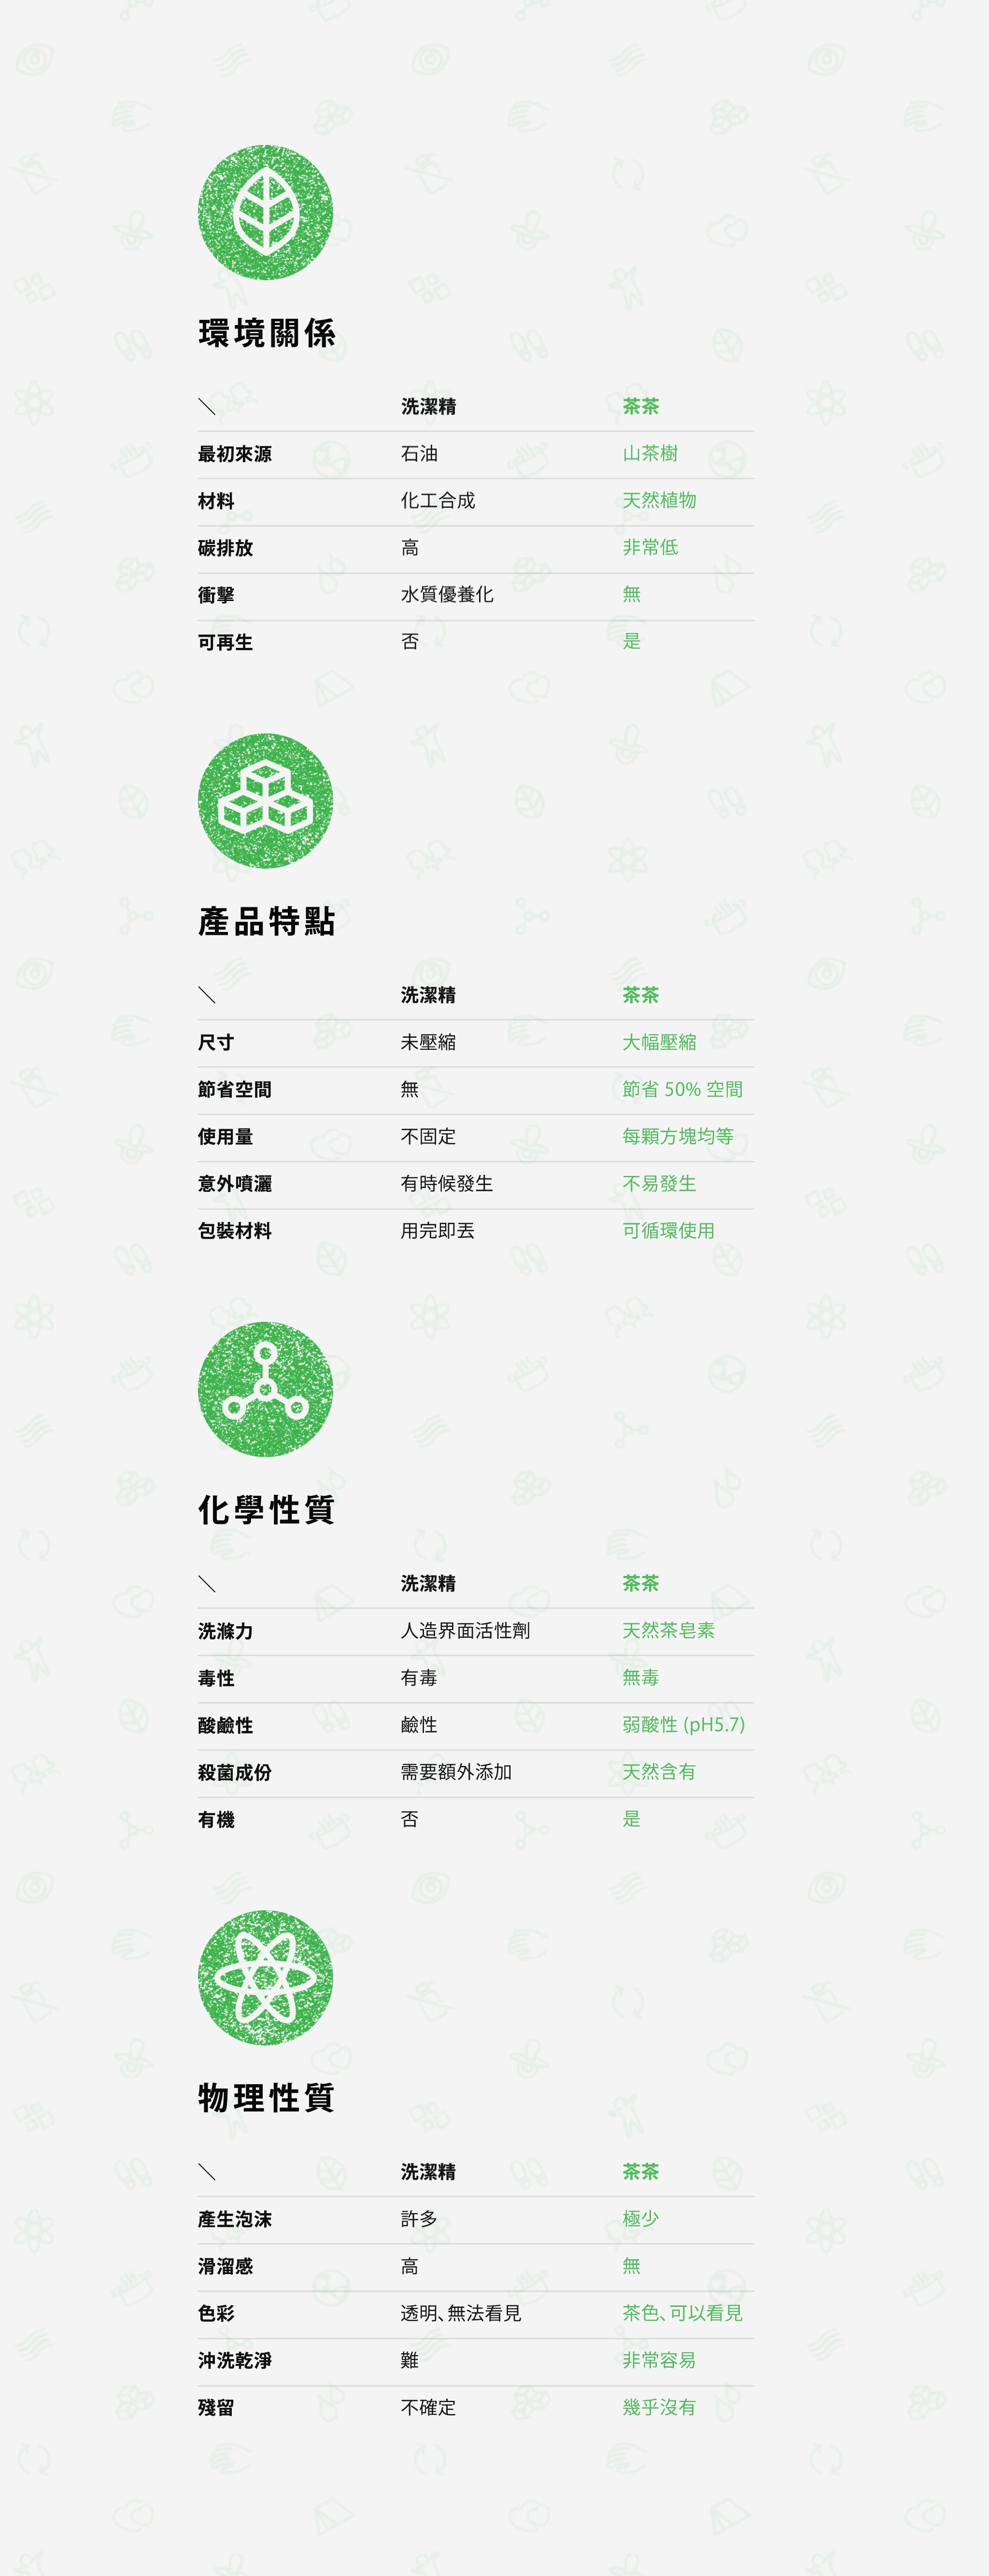 環境關係
＼ 洗潔精 茶茶
最初來源 石油 山茶樹
材料 化工合成 天然植物
碳排放 高 非常低
衝擊 水質優養化 無
可再生 否 是
產品特點
＼ 洗潔精 茶茶
尺寸 未壓縮 大幅壓縮
節省空間 無 節省 50% 空間
使用量 不固定 每顆方塊均等
意外噴灑 有時候發生 不易發生
包裝材料 用完即丟 可循環使用
化學性質
＼ 洗潔精 茶茶
洗滌力 人造界面活性劑 天然茶皂素
毒性 有毒 無毒
酸鹼性 鹼性 弱酸性 (pH5.7)
殺菌成份 需要額外添加 天然含有
有機 否 是
物理性質
＼ 洗潔精 茶茶
產生泡沫 許多 極少
滑溜感 高 無
色彩 透明、無法看見 茶色、可以看見
沖洗乾淨 難 非常容易
殘留 不確定 幾乎沒有